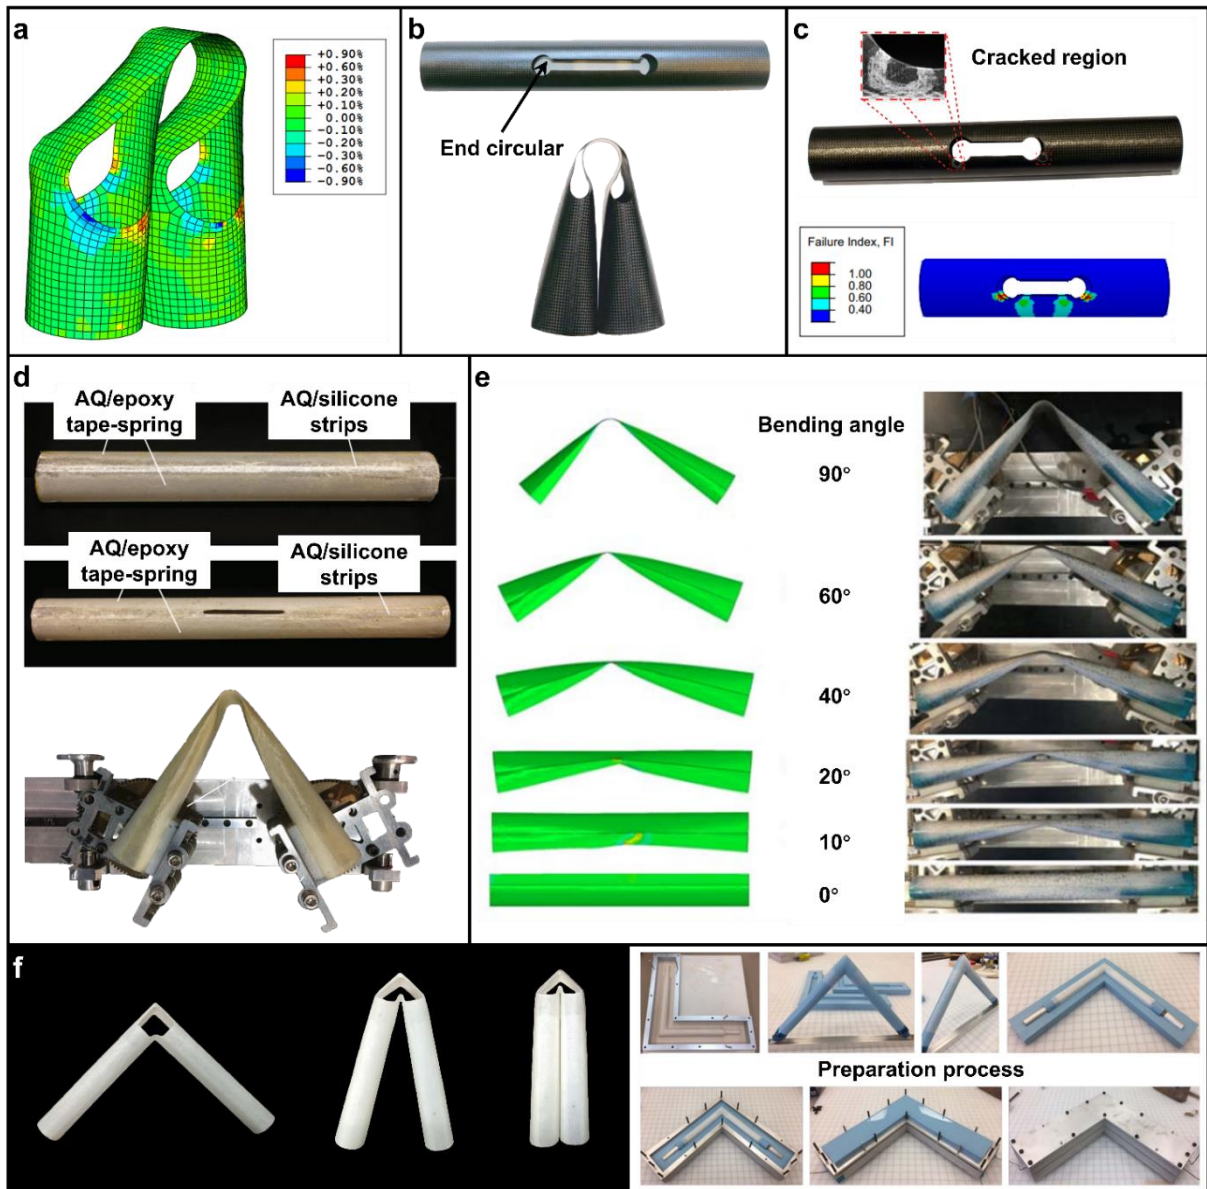 a
+0.90%
+0.60%
+0.30%
+0.20%
+0.10%
0.00%
-0.10%
-0.20%
-0.30%
-0.60%
-0.90%
b
End circular
c
Cracked region
Failure Index, FI
1.00
0.80
0.60
0.40
d
AQ/epoxy
tape-spring
AQ/silicone
strips
AQ/epoxy
tape-spring
AQ/silicone
strips
e
Bending angle
90°
60°
40°
20°
10°
0°
f
Preparation process